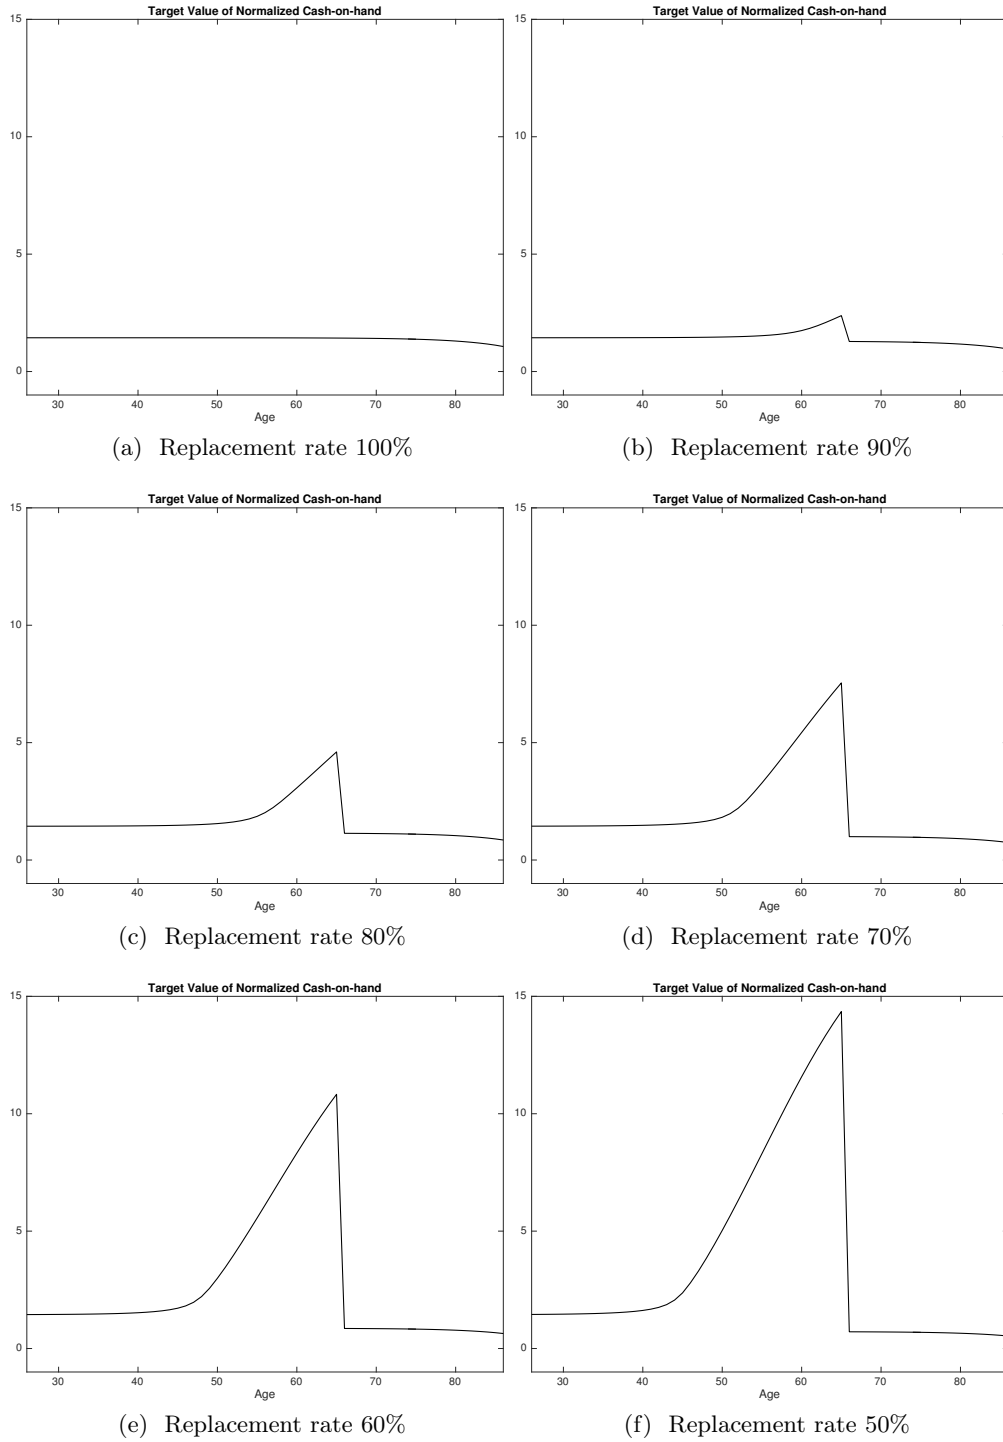 Target Value of Normalized Cash-on-hand
15
10
5
0
30 40 50 60 70 80
Age
(a) Replacement rate 100%
Target Value of Normalized Cash-on-hand
15
10
5
0
30 40 50 60 70 80
Age
(b) Replacement rate 90%
Target Value of Normalized Cash-on-hand
15
10
5
0
30 40 50 60 70 80
Age
(c) Replacement rate 80%
Target Value of Normalized Cash-on-hand
15
10
5
0
30 40 50 60 70 80
Age
(d) Replacement rate 70%
Target Value of Normalized Cash-on-hand
15
10
5
0
30 40 50 60 70 80
Age
(e) Replacement rate 60%
Target Value of Normalized Cash-on-hand
15
10
5
0
30 40 50 60 70 80
Age
(f) Replacement rate 50%